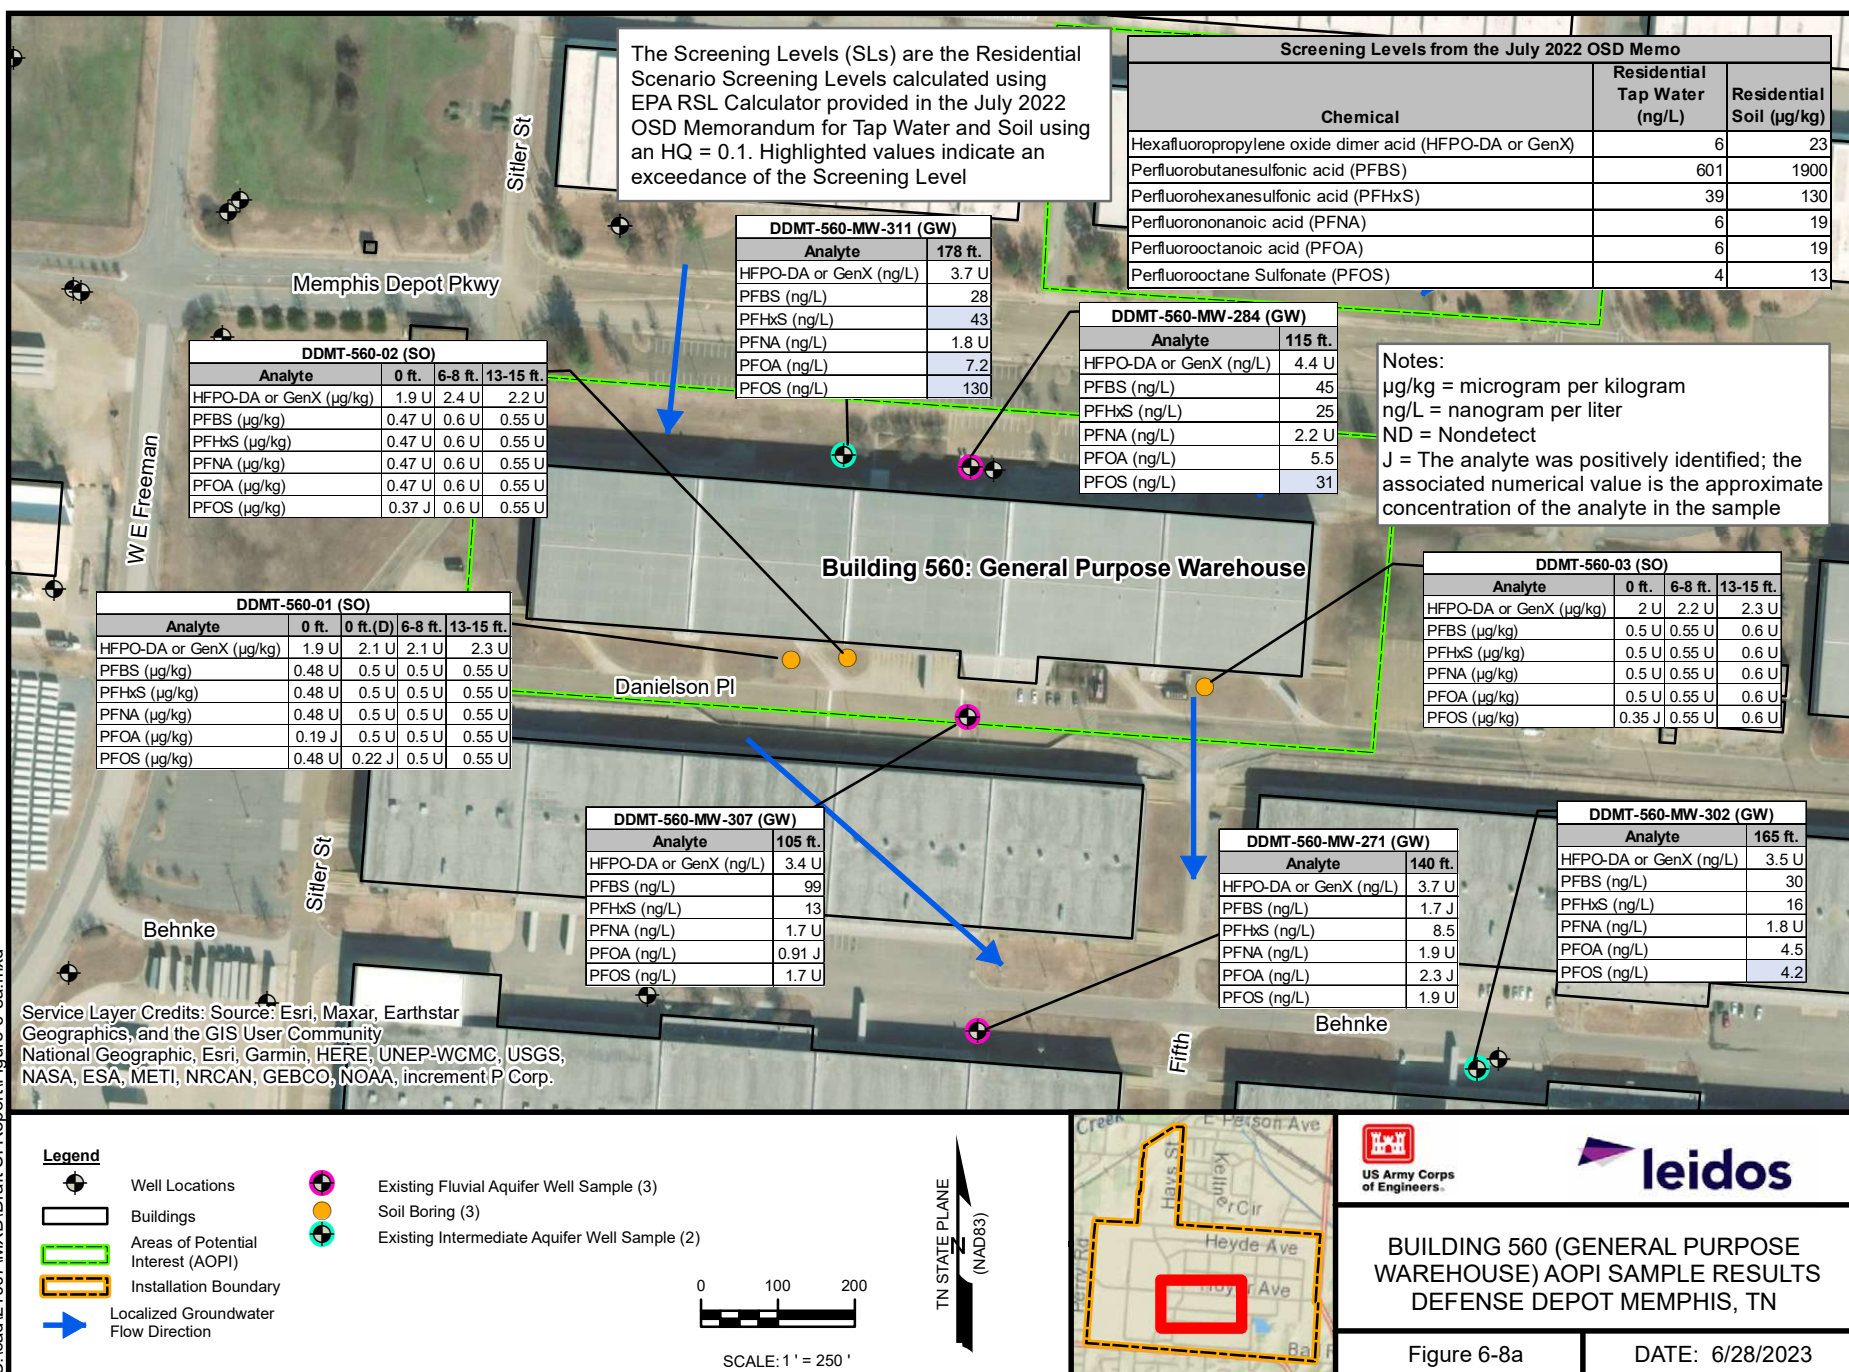 The Screening Levels (SLs) are the Residential
Scenario Screening Levels calculated using
EPA RSL Calculator provided in the July 2022
OSD Memorandum for Tap Water and Soil using
an HQ = 0.1. Highlighted values indicate an
exceedance of the Screening Level
Screening Levels from the July 2022 OSD Memo
Chemical Residential Tap Water (ng/L) Residential Soil (µg/kg)
Hexafluoropropylene oxide dimer acid (HFPO-DA or GenX) 6 23
Perfluorobutanesulfonic acid (PFBS) 601 1900
Perfluorohexanesulfonic acid (PFHxS) 39 130
Perfluorononanoic acid (PFNA) 6 19
Perfluorooctanoic acid (PFOA) 6 19
Perfluorooctane Sulfonate (PFOS) 4 13
Sitler St
Memphis Depot Pkwy
W E Freeman
DDMT-560-MW-311 (GW)
Analyte 178 ft.
HFPO-DA or GenX (ng/L) 3.7 U
PFBS (ng/L) 28
PFHxS (ng/L) 43
PFNA (ng/L) 1.8 U
PFOA (ng/L) 7.2
PFOS (ng/L) 130
DDMT-560-MW-284 (GW)
Analyte 115 ft.
HFPO-DA or GenX (ng/L) 4.4 U
PFBS (ng/L) 45
PFHxS (ng/L) 25
PFNA (ng/L) 2.2 U
PFOA (ng/L) 5.5
PFOS (ng/L) 31
Notes:
µg/kg = microgram per kilogram
ng/L = nanogram per liter
ND = Nondetect
J = The analyte was positively identified; the
associated numerical value is the approximate
concentration of the analyte in the sample
DDMT-560-02 (SO)
Analyte 0 ft. 6-8 ft. 13-15 ft.
HFPO-DA or GenX (µg/kg) 1.9 U 2.4 U 2.2 U
PFBS (µg/kg) 0.47 U 0.6 U 0.55 U
PFHxS (µg/kg) 0.47 U 0.6 U 0.55 U
PFNA (µg/kg) 0.47 U 0.6 U 0.55 U
PFOA (µg/kg) 0.47 U 0.6 U 0.55 U
PFOS (µg/kg) 0.37 J 0.6 U 0.55 U
Building 560: General Purpose Warehouse
DDMT-560-03 (SO)
Analyte 0 ft. 6-8 ft. 13-15 ft.
HFPO-DA or GenX (µg/kg) 2 U 2.2 U 2.3 U
PFBS (µg/kg) 0.5 U 0.55 U 0.6 U
PFHxS (µg/kg) 0.5 U 0.55 U 0.6 U
PFNA (µg/kg) 0.5 U 0.55 U 0.6 U
PFOA (µg/kg) 0.5 U 0.55 U 0.6 U
PFOS (µg/kg) 0.35 J 0.55 U 0.6 U
DDMT-560-01 (SO)
Analyte 0 ft. 0 ft.(D) 6-8 ft. 13-15 ft.
HFPO-DA or GenX (µg/kg) 1.9 U 2.1 U 2.1 U 2.3 U
PFBS (µg/kg) 0.48 U 0.5 U 0.5 U 0.55 U
PFHxS (µg/kg) 0.48 U 0.5 U 0.5 U 0.55 U
PFNA (µg/kg) 0.48 U 0.5 U 0.5 U 0.55 U
PFOA (µg/kg) 0.19 J 0.5 U 0.5 U 0.55 U
PFOS (µg/kg) 0.48 U 0.22 J 0.5 U 0.55 U
Danielson Pl
DDMT-560-MW-307 (GW)
Analyte 105 ft.
HFPO-DA or GenX (ng/L) 3.4 U
PFBS (ng/L) 99
PFHxS (ng/L) 13
PFNA (ng/L) 1.7 U
PFOA (ng/L) 0.91 J
PFOS (ng/L) 1.7 U
DDMT-560-MW-271 (GW)
Analyte 140 ft.
HFPO-DA or GenX (ng/L) 3.7 U
PFBS (ng/L) 1.7 J
PFHxS (ng/L) 8.5
PFNA (ng/L) 1.9 U
PFOA (ng/L) 2.3 J
PFOS (ng/L) 1.9 U
DDMT-560-MW-302 (GW)
Analyte 165 ft.
HFPO-DA or GenX (ng/L) 3.5 U
PFBS (ng/L) 30
PFHxS (ng/L) 16
PFNA (ng/L) 1.8 U
PFOA (ng/L) 4.5
PFOS (ng/L) 4.2
Sitler St
Behnke
Behnke
Fifth
Service Layer Credits: Source: Esri, Maxar, Earthstar
Geographics, and the GIS User Community
National Geographic, Esri, Garmin, HERE, UNEP-WCMC, USGS,
NASA, ESA, METI, NRCAN, GEBCO, NOAA, increment P Corp.
Legend
Well Locations
Buildings
Areas of Potential
Interest (AOPI)
Installation Boundary
Localized Groundwater
Flow Direction
Existing Fluvial Aquifer Well Sample (3)
Soil Boring (3)
Existing Intermediate Aquifer Well Sample (2)
0 100 200
SCALE: 1 ' = 250 '
TN STATE PLANE
N
(NAD83)
Creek
E Person Ave
Hays St
Keltner Cir
Heyde Ave
Ave
US Army Corps
of Engineers®
leidos
BUILDING 560 (GENERAL PURPOSE
WAREHOUSE) AOPI SAMPLE RESULTS
DEFENSE DEPOT MEMPHIS, TN
Figure 6-8a
DATE: 6/28/2023